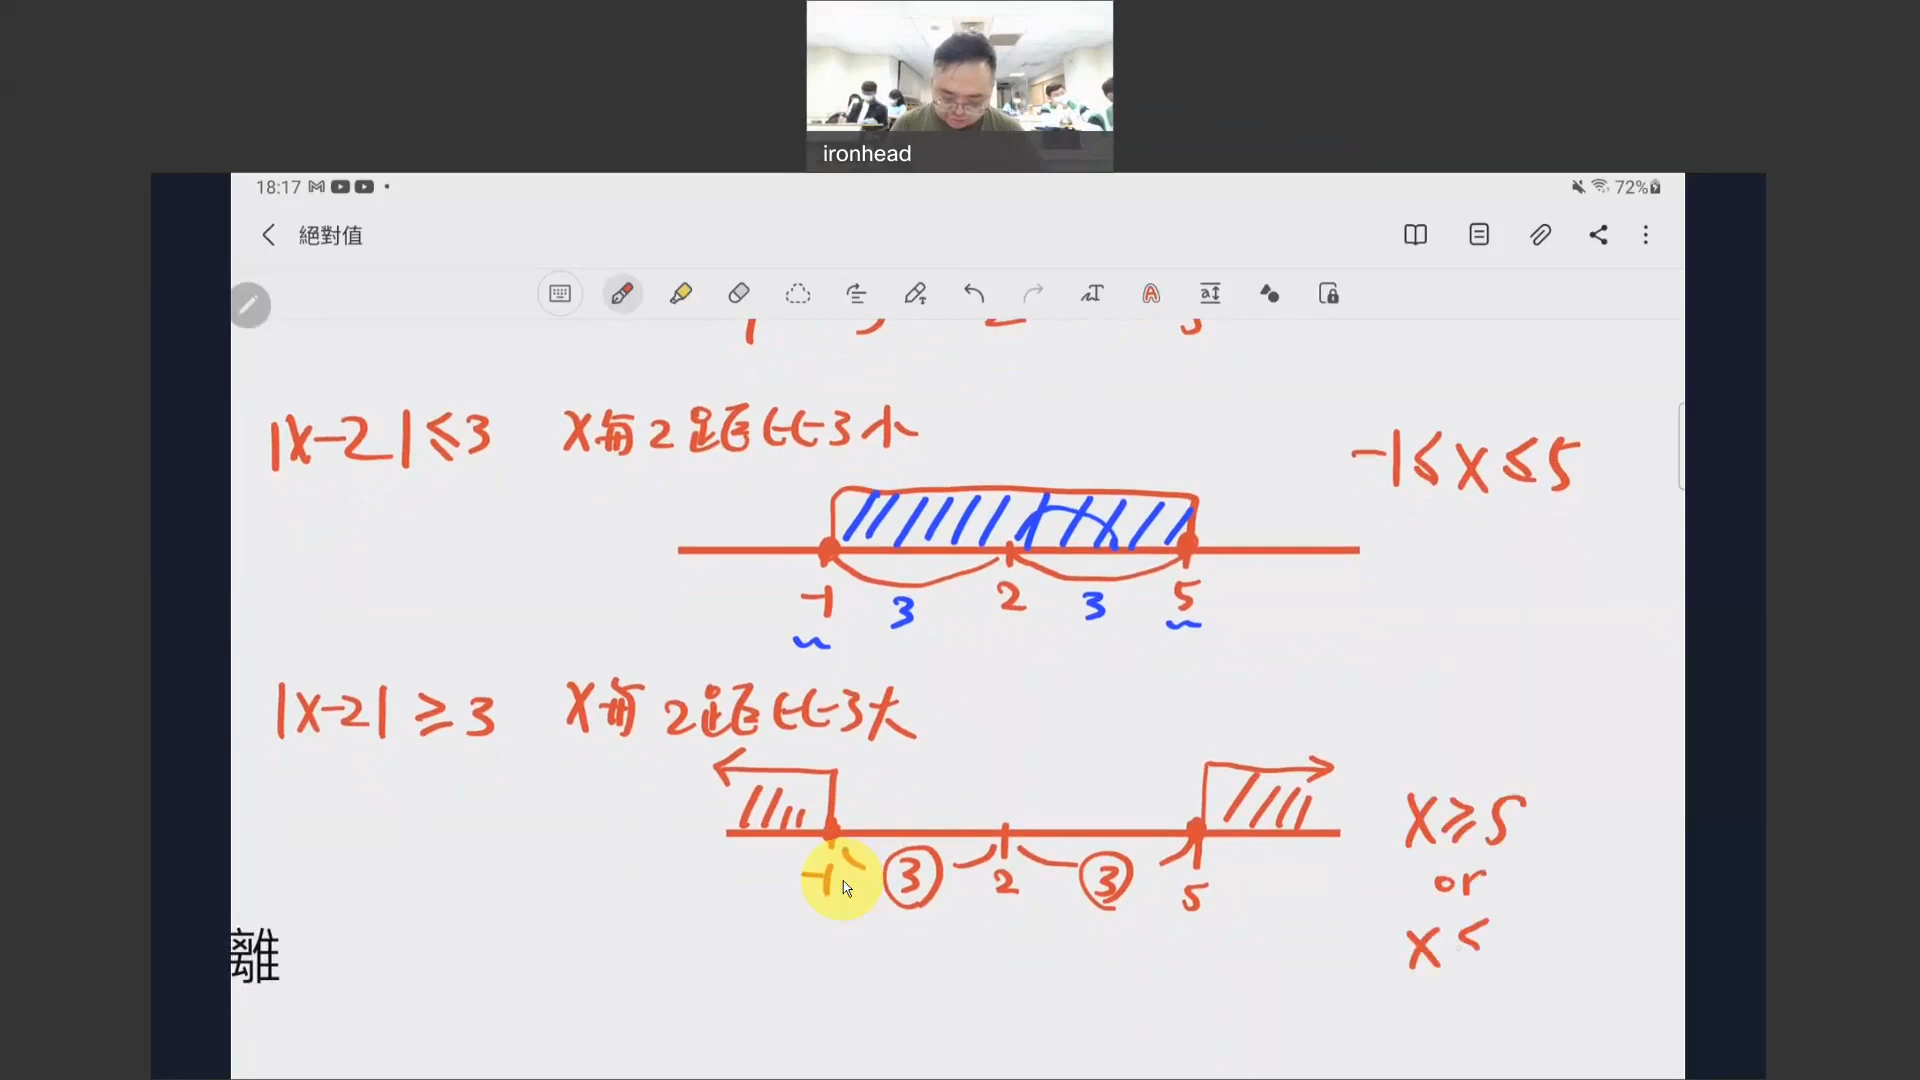 ironhead
18:17
72%
絕對值
|x-2|≤3 x與2距比3小
-1≤x≤5
-1 3 2 3 5
|x-2|≥3 x與2距比3大
-1 3 2 3 5
x≥5
or
x<
離